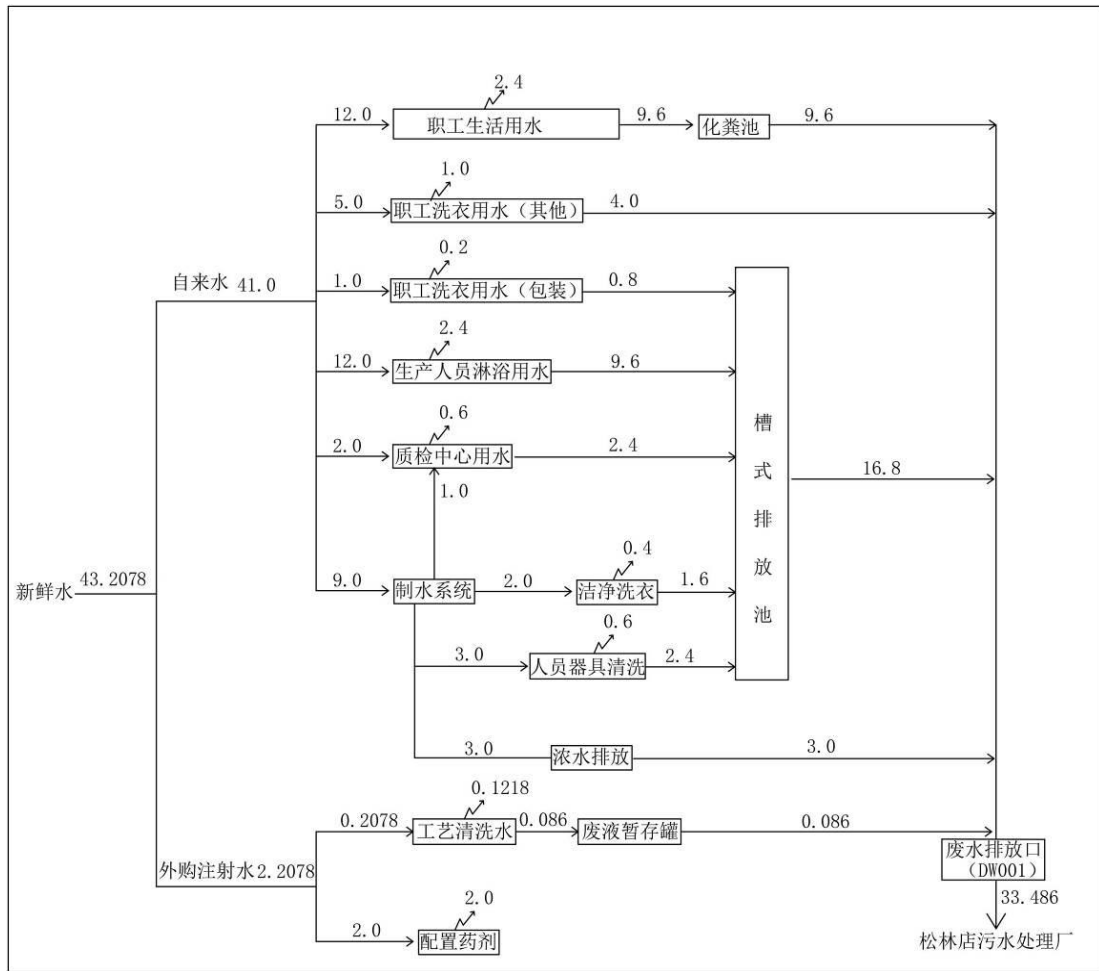 2.4
12.0
职工生活用水
9.6
化粪池
9.6
1.0
5.0
职工洗衣用水（其他）
4.0
0.2
自来水 41.0
1.0
职工洗衣用水（包装）
0.8
2.4
12.0
生产人员淋浴用水
9.6
0.6
2.0
质检中心用水
2.4
槽式排放池
16.8
1.0
0.4
新鲜水
43.2078
9.0
制水系统
2.0
洁净洗衣
1.6
0.6
3.0
人员器具清洗
2.4
3.0
浓水排放
3.0
0.1218
0.2078
工艺清洗水
0.086
废液暂存罐
0.086
外购注射水 2.2078
废水排放口
（DW001）
2.0
33.486
2.0
配置药剂
松林店污水处理厂